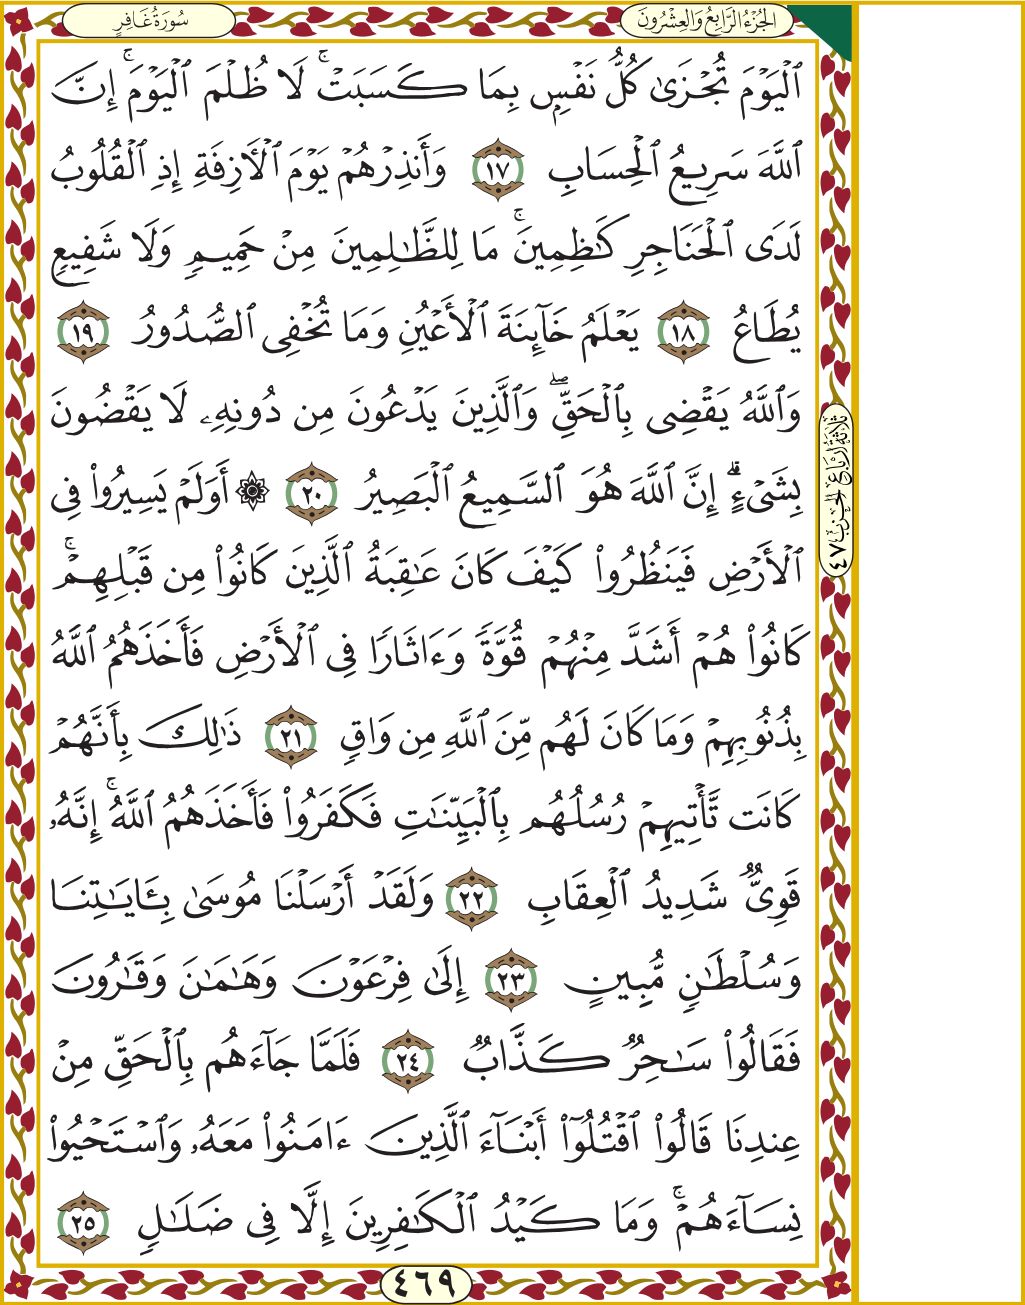 سُورَةُ غَافِرٍ
الجُزْءُ الرَّابِعُ وَالعِشْرُونَ
ٱلۡيَوۡمَ تُجۡزَىٰ كُلُّ نَفۡسِۭ بِمَا كَسَبَتۡۚ لَا ظُلۡمَ ٱلۡيَوۡمَۚ إِنَّ
ٱللَّهَ سَرِيعُ ٱلۡحِسَابِ ١٧ وَأَنذِرۡهُمۡ يَوۡمَ ٱلۡأٓزِفَةِ إِذِ ٱلۡقُلُوبُ
لَدَى ٱلۡحَنَاجِرِ كَٰظِمِينَۚ مَا لِلظَّٰلِمِينَ مِنۡ حَمِيمٖ وَلَا شَفِيعٖ
يُطَاعُ ١٨ يَعۡلَمُ خَآئِنَةَ ٱلۡأَعۡيُنِ وَمَا تُخۡفِي ٱلصُّدُورُ ١٩
وَٱللَّهُ يَقۡضِي بِٱلۡحَقِّۖ وَٱلَّذِينَ يَدۡعُونَ مِن دُونِهِۦ لَا يَقۡضُونَ
بِشَيۡءٍۗ إِنَّ ٱللَّهَ هُوَ ٱلسَّمِيعُ ٱلۡبَصِيرُ ٢٠ ۞ أَوَلَمۡ يَسِيرُواْ فِي
ٱلۡأَرۡضِ فَيَنظُرُواْ كَيۡفَ كَانَ عَٰقِبَةُ ٱلَّذِينَ كَانُواْ مِن قَبۡلِهِمۡۚ
كَانُواْ هُمۡ أَشَدَّ مِنۡهُمۡ قُوَّةٗ وَءَاثَارٗا فِي ٱلۡأَرۡضِ فَأَخَذَهُمُ ٱللَّهُ
بِذُنُوبِهِمۡ وَمَا كَانَ لَهُم مِّنَ ٱللَّهِ مِن وَاقٖ ٢١ ذَٰلِكَ بِأَنَّهُمۡ
كَانَت تَّأۡتِيهِمۡ رُسُلُهُم بِٱلۡبَيِّنَٰتِ فَكَفَرُواْ فَأَخَذَهُمُ ٱللَّهُۚ إِنَّهُۥ
قَوِيّٞ شَدِيدُ ٱلۡعِقَابِ ٢٢ وَلَقَدۡ أَرۡسَلۡنَا مُوسَىٰ بِـَٔايَٰتِنَا
وَسُلۡطَٰنٖ مُّبِينٍ ٢٣ إِلَىٰ فِرۡعَوۡنَ وَهَٰمَٰنَ وَقَٰرُونَ
فَقَالُواْ سَٰحِرٞ كَذَّابٞ ٢٤ فَلَمَّا جَآءَهُم بِٱلۡحَقِّ مِنۡ
عِندِنَا قَالُواْ ٱقۡتُلُوٓاْ أَبۡنَآءَ ٱلَّذِينَ ءَامَنُواْ مَعَهُۥ وَٱسۡتَحۡيُواْ
نِسَآءَهُمۡۚ وَمَا كَيۡدُ ٱلۡكَٰفِرِينَ إِلَّا فِي ضَلَٰلٖ ٢٥
ثَلَاثَةُ أَرْبَاعِ الحِزْبِ ٤٧
٤٦٩